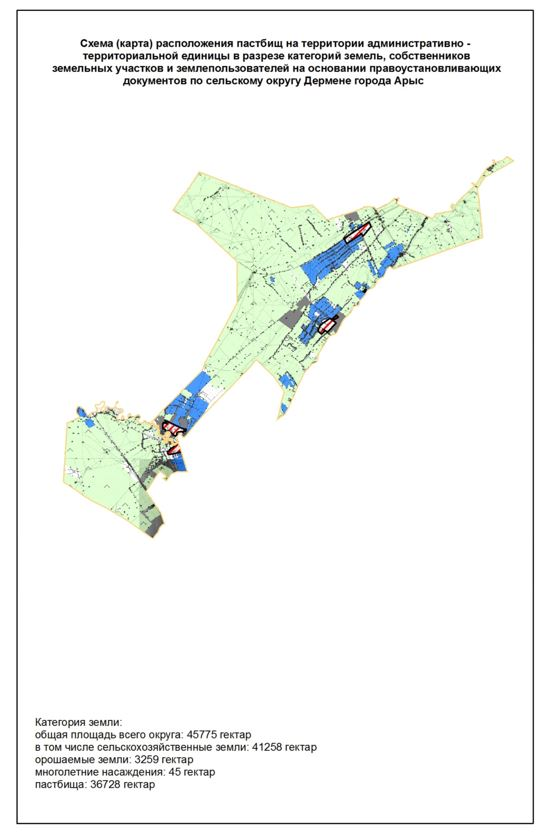 Схема (карта) расположения пастбищ на территории административно -
территориальной единицы в разрезе категорий земель, собственников
земельных участков и землепользователей на основании правоустановливающих
документов по сельскому округу Дермене города Арыс
Категория земли:
общая площадь всего округа: 45775 гектар
в том числе сельскохозяйственные земли: 41258 гектар
орошаемые земли: 3259 гектар
многолетние насаждения: 45 гектар
пастбища: 36728 гектар